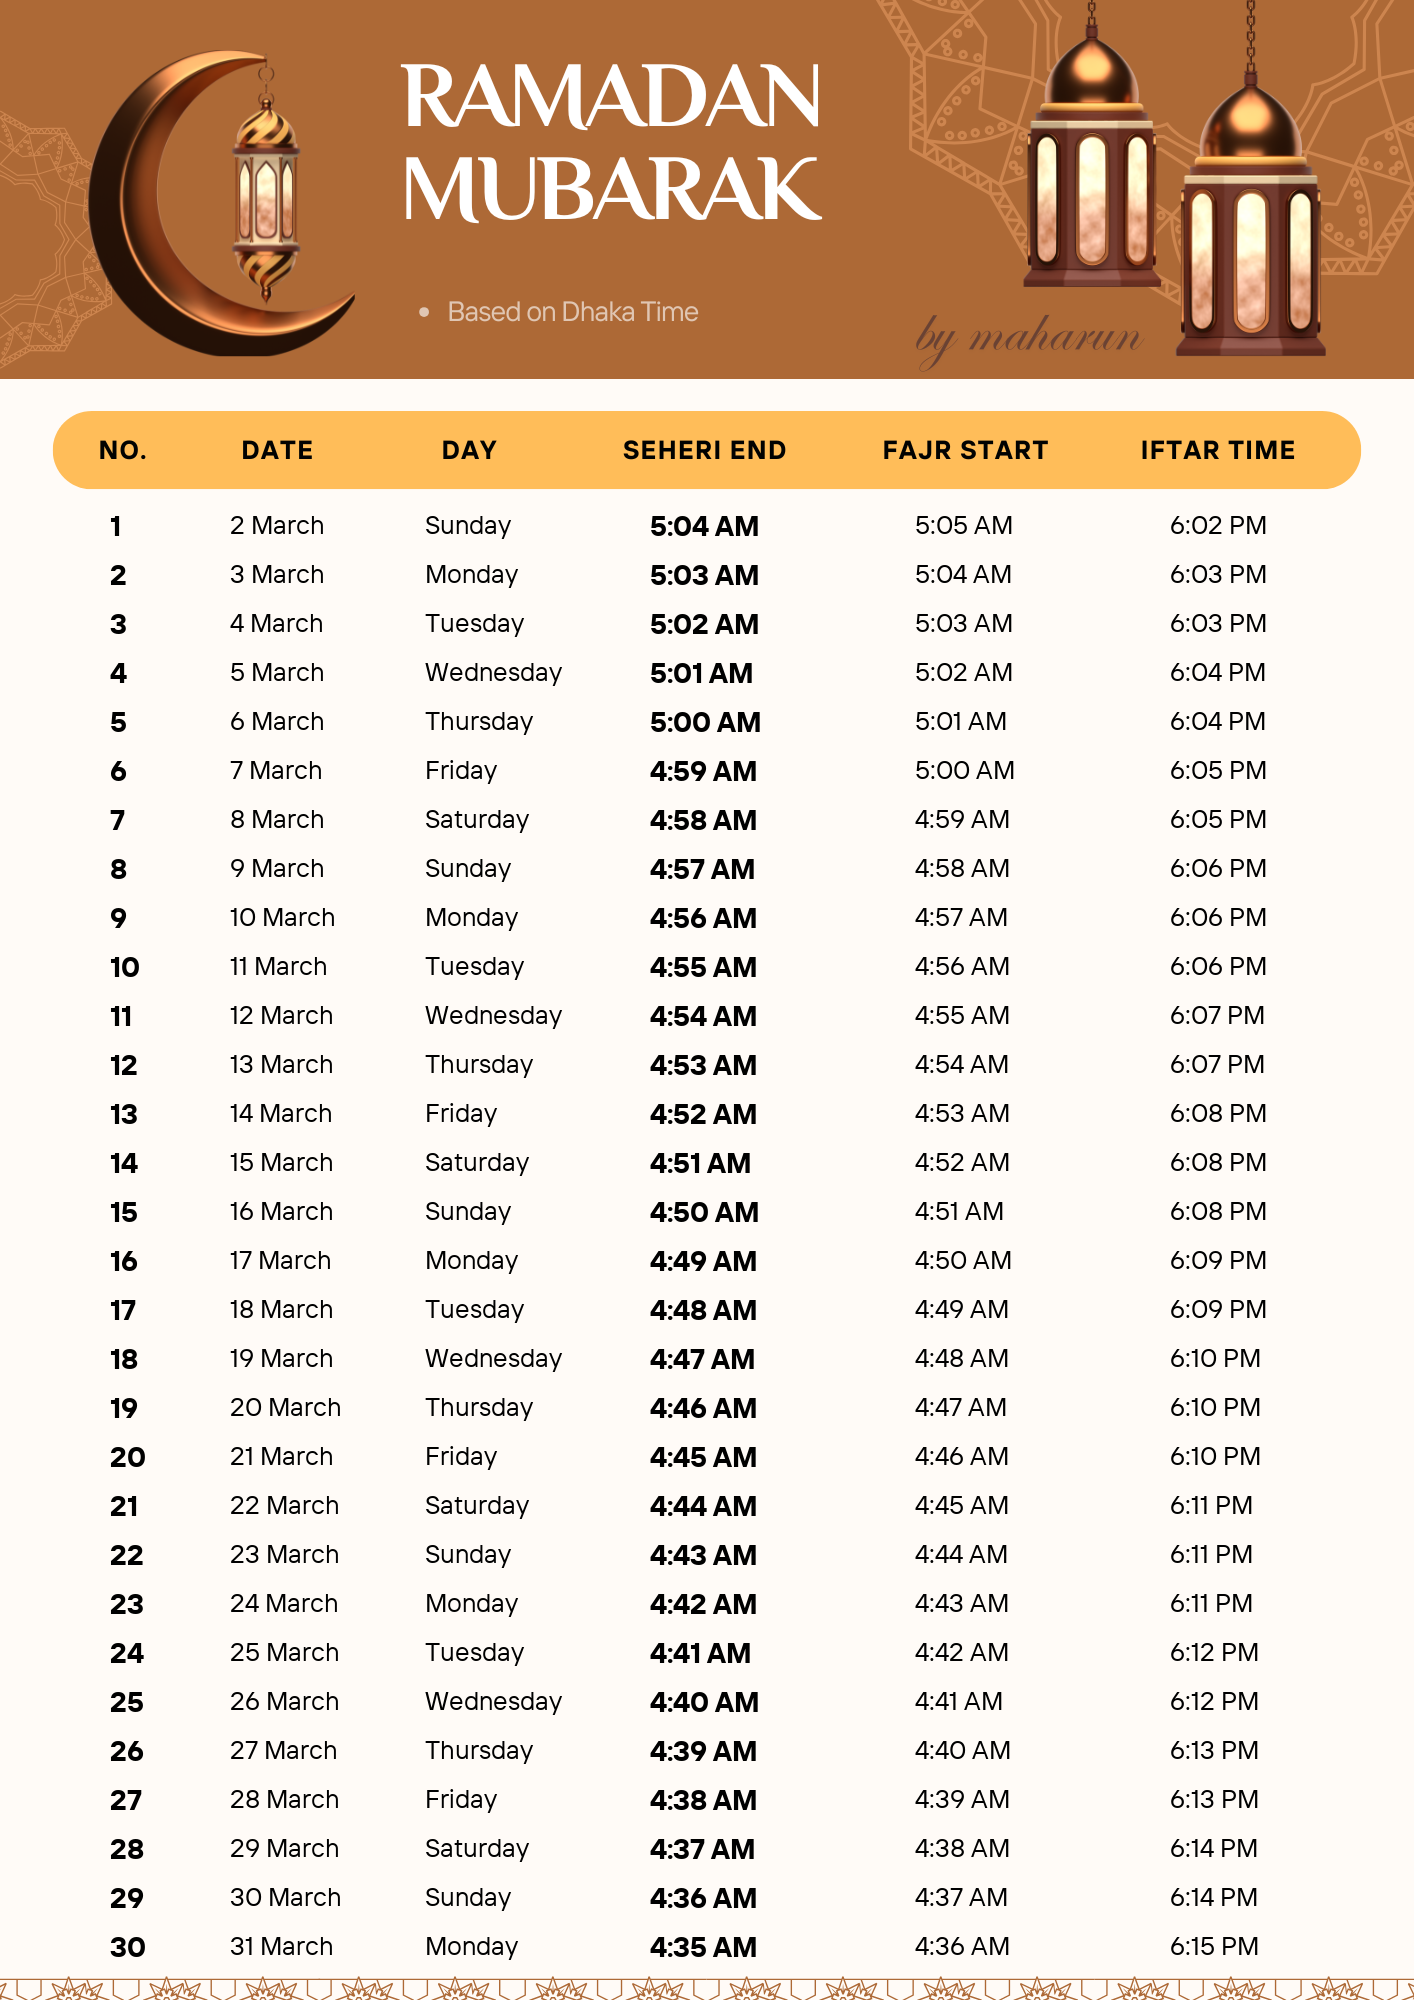 RAMADAN
MUBARAK
• Based on Dhaka Time
by maharun
NO. DATE DAY SEHERI END FAJR START IFTAR TIME
1 2 March Sunday 5:04 AM 5:05 AM 6:02 PM
2 3 March Monday 5:03 AM 5:04 AM 6:03 PM
3 4 March Tuesday 5:02 AM 5:03 AM 6:03 PM
4 5 March Wednesday 5:01 AM 5:02 AM 6:04 PM
5 6 March Thursday 5:00 AM 5:01 AM 6:04 PM
6 7 March Friday 4:59 AM 5:00 AM 6:05 PM
7 8 March Saturday 4:58 AM 4:59 AM 6:05 PM
8 9 March Sunday 4:57 AM 4:58 AM 6:06 PM
9 10 March Monday 4:56 AM 4:57 AM 6:06 PM
10 11 March Tuesday 4:55 AM 4:56 AM 6:06 PM
11 12 March Wednesday 4:54 AM 4:55 AM 6:07 PM
12 13 March Thursday 4:53 AM 4:54 AM 6:07 PM
13 14 March Friday 4:52 AM 4:53 AM 6:08 PM
14 15 March Saturday 4:51 AM 4:52 AM 6:08 PM
15 16 March Sunday 4:50 AM 4:51 AM 6:08 PM
16 17 March Monday 4:49 AM 4:50 AM 6:09 PM
17 18 March Tuesday 4:48 AM 4:49 AM 6:09 PM
18 19 March Wednesday 4:47 AM 4:48 AM 6:10 PM
19 20 March Thursday 4:46 AM 4:47 AM 6:10 PM
20 21 March Friday 4:45 AM 4:46 AM 6:10 PM
21 22 March Saturday 4:44 AM 4:45 AM 6:11 PM
22 23 March Sunday 4:43 AM 4:44 AM 6:11 PM
23 24 March Monday 4:42 AM 4:43 AM 6:11 PM
24 25 March Tuesday 4:41 AM 4:42 AM 6:12 PM
25 26 March Wednesday 4:40 AM 4:41 AM 6:12 PM
26 27 March Thursday 4:39 AM 4:40 AM 6:13 PM
27 28 March Friday 4:38 AM 4:39 AM 6:13 PM
28 29 March Saturday 4:37 AM 4:38 AM 6:14 PM
29 30 March Sunday 4:36 AM 4:37 AM 6:14 PM
30 31 March Monday 4:35 AM 4:36 AM 6:15 PM